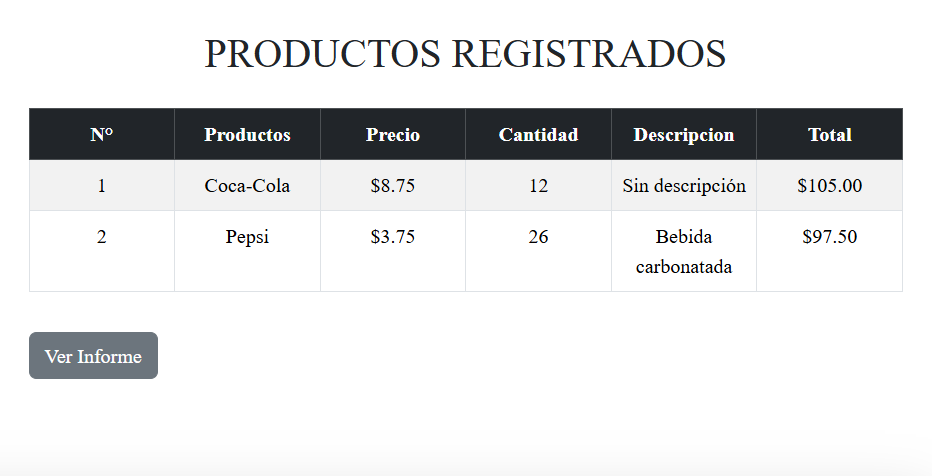 PRODUCTOS REGISTRADOS
N° Productos Precio Cantidad Descripcion Total
1 Coca-Cola $8.75 12 Sin descripción $105.00
2 Pepsi $3.75 26 Bebida $97.50
carbonatada
Ver Informe